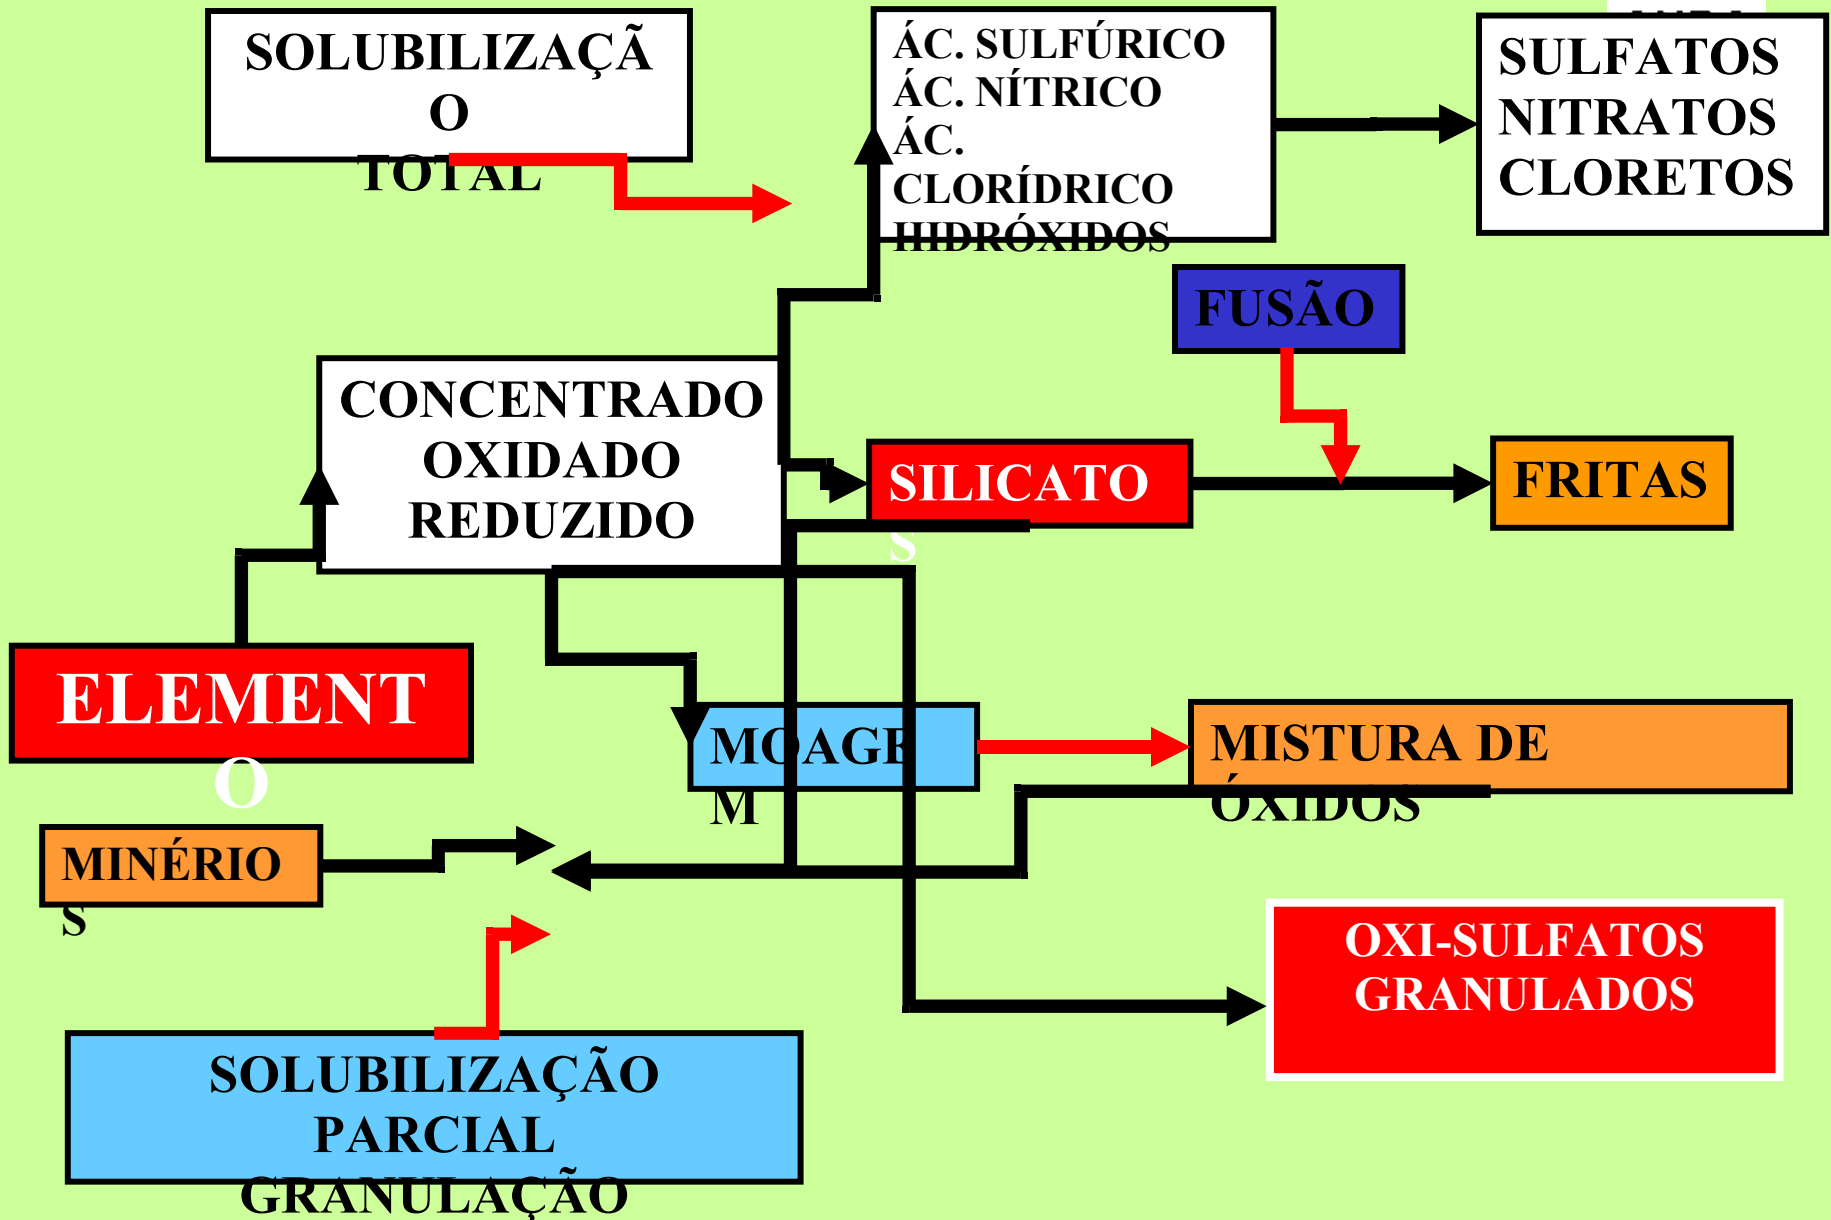 SOLUBILIZAÇÃ
O
TOTAL
ÁC. SULFÚRICO
ÁC. NÍTRICO
ÁC.
CLORÍDRICO
HIDRÓXIDOS
SULFATOS
NITRATOS
CLORETOS
FUSÃO
CONCENTRADO
OXIDADO
REDUZIDO
SILICATO
S
FRITAS
ELEMENT
O
MOAGE
M
MISTURA DE
ÓXIDOS
MINÉRIO
S
OXI-SULFATOS
GRANULADOS
SOLUBILIZAÇÃO
PARCIAL
GRANULAÇÃO